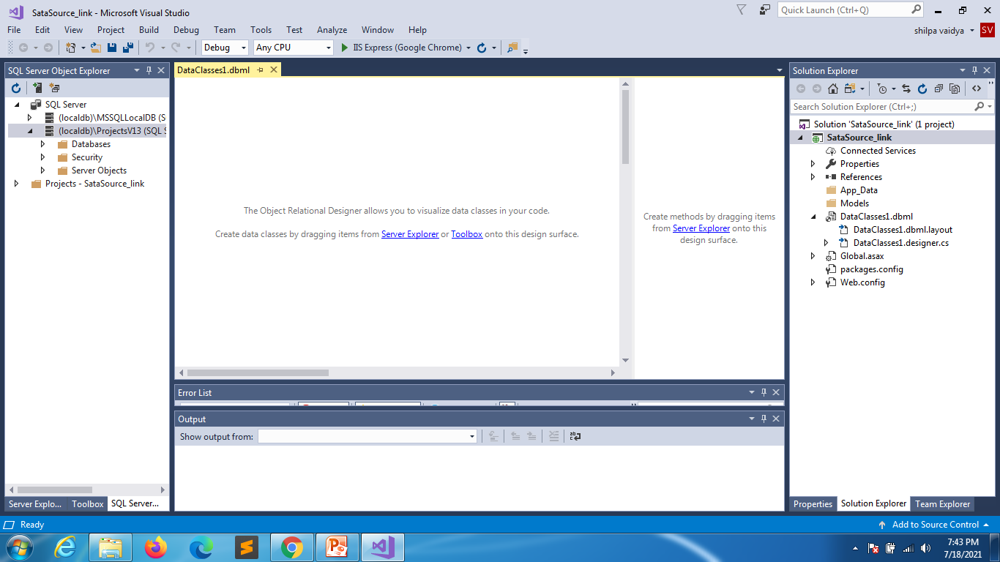 SataSource_link - Microsoft Visual Studio
Quick Launch (Ctrl+Q)
File Edit View Project Build Debug Team Tools Test Analyze Window Help
shilpa vaidya SV
Debug Any CPU IIS Express (Google Chrome)
SQL Server Object Explorer
SQL Server
(localdb)\MSSQLLocalDB (S
(localdb)\ProjectsV13 (SQL S
Databases
Security
Server Objects
Projects - SataSource_link
Server Explo... Toolbox SQL Server...
DataClasses1.dbml
The Object Relational Designer allows you to visualize data classes in your code.
Create data classes by dragging items from Server Explorer or Toolbox onto this design surface.
Create methods by dragging items
from Server Explorer onto this
design surface.
Error List
Output
Show output from:
Solution Explorer
Search Solution Explorer (Ctrl+;)
Solution 'SataSource_link' (1 project)
SataSource_link
Connected Services
Properties
References
App_Data
Models
DataClasses1.dbml
DataClasses1.dbml.layout
DataClasses1.designer.cs
Global.asax
packages.config
Web.config
Properties Solution Explorer Team Explorer
Ready
Add to Source Control
7:43 PM
7/18/2021